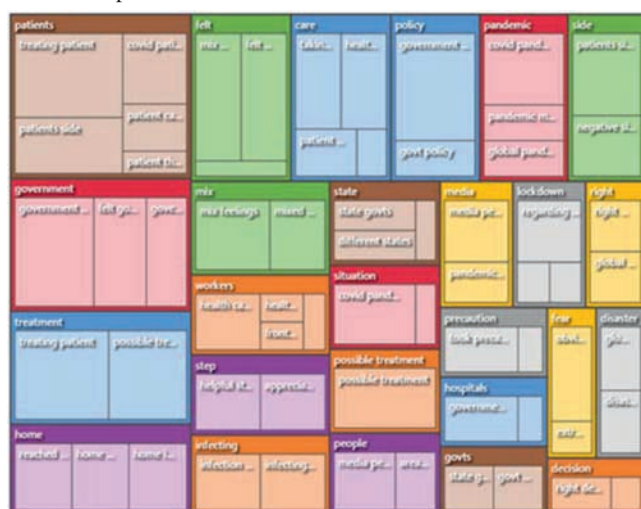 patients
treating patient
covid pati...
patients side
patient ca...
patient th...
felt
mix ...
felt ...
care
takin...
healt...
patient ...
policy
government ...
govt policy
pandemic
covid pand...
pandemic m...
global pand...
side
patients si...
negative si...
government
government ...
felt go...
gove...
mix
mix feelings
mixed ...
state
state govts
different states
media
media pe...
pandemic...
lockdown
regarding ...
right
right ...
global ...
workers
health ca...
healt...
front...
situation
covid pand...
treatment
treating patient
possible tre...
precaution
took preca...
fear
obvi...
extr...
disaster
glo...
disas...
step
helpful st...
apprecia...
possible treatment
possible treatment
hospitals
governme...
home
reached ...
home ...
home i...
infecting
infection ...
infecting...
people
media pe...
area...
govts
state g...
govt ...
decision
right de...